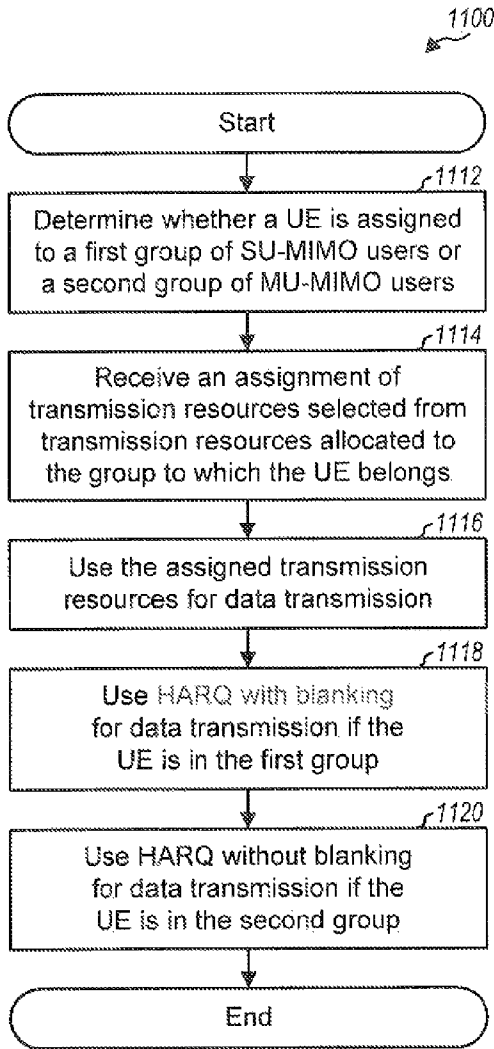 1100
Start
1112
Determine whether a UE is assigned
to a first group of SU-MIMO users or
a second group of MU-MIMO users
1114
Receive an assignment of
transmission resources selected from
transmission resources allocated to
the group to which the UE belongs
1116
Use the assigned transmission
resources for data transmission
1118
Use HARQ with blanking
for data transmission if the
UE is in the first group
1120
Use HARQ without blanking
for data transmission if the
UE is in the second group
End